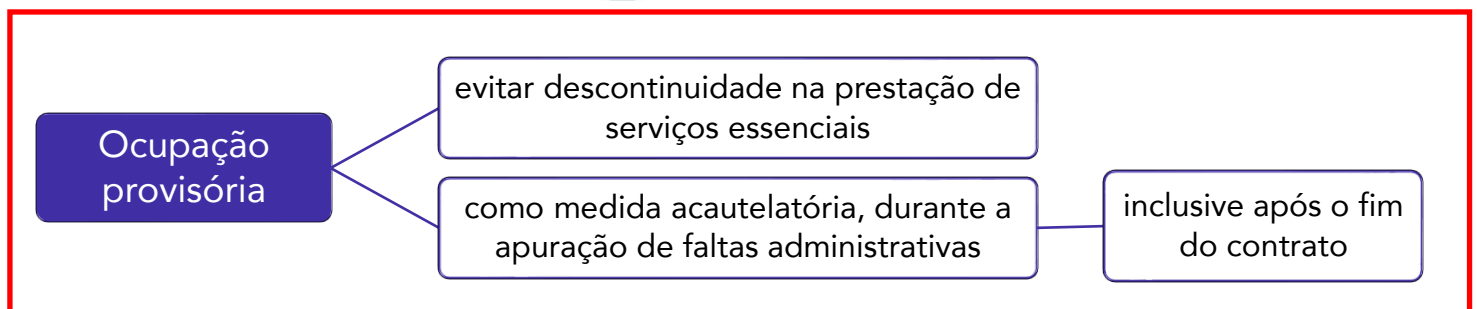 Ocupação
provisória
evitar descontinuidade na prestação de
serviços essenciais
como medida acautelatória, durante a
apuração de faltas administrativas
inclusive após o fim
do contrato